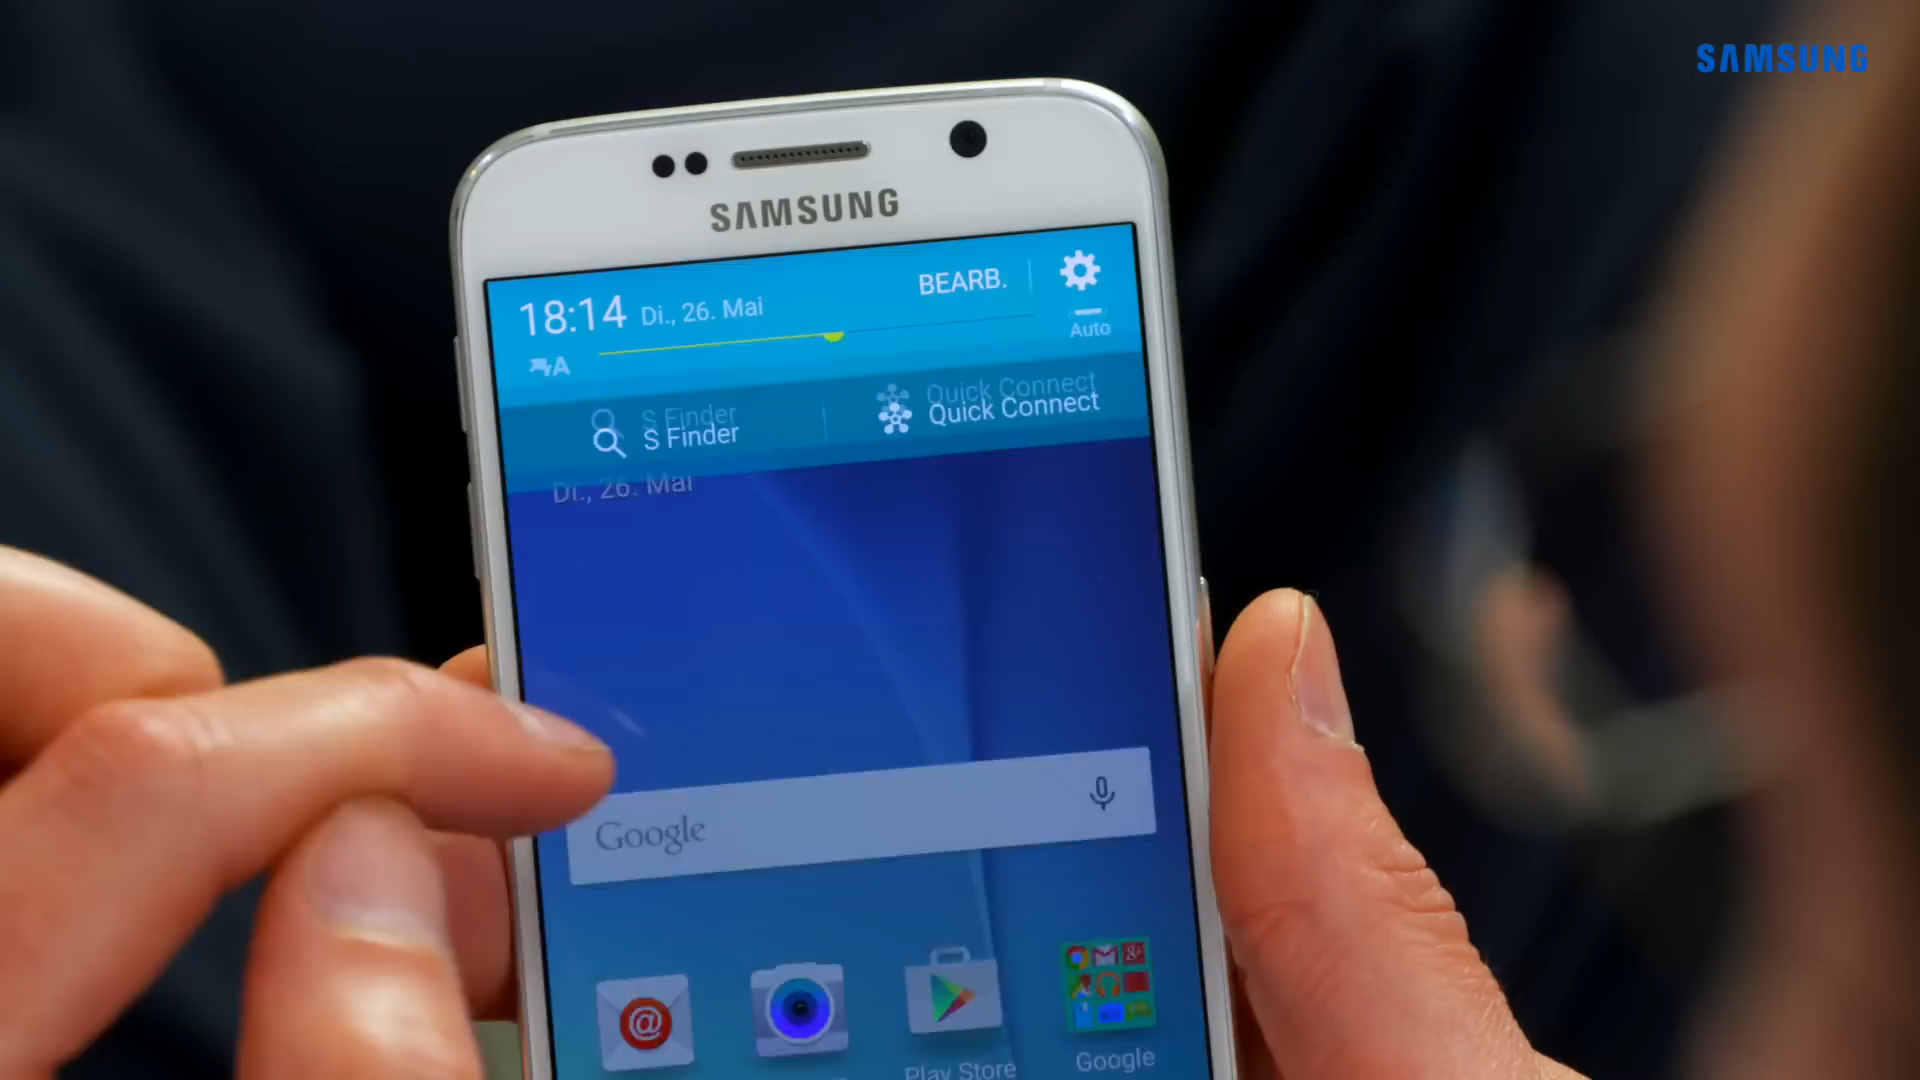 SAMSUNG
SAMSUNG
18:14 Di., 26. Mai BEARB.
A Auto
S Finder Quick Connect
S Finder Quick Connect
Di., 26. Mai
Google
@
Play Store Google